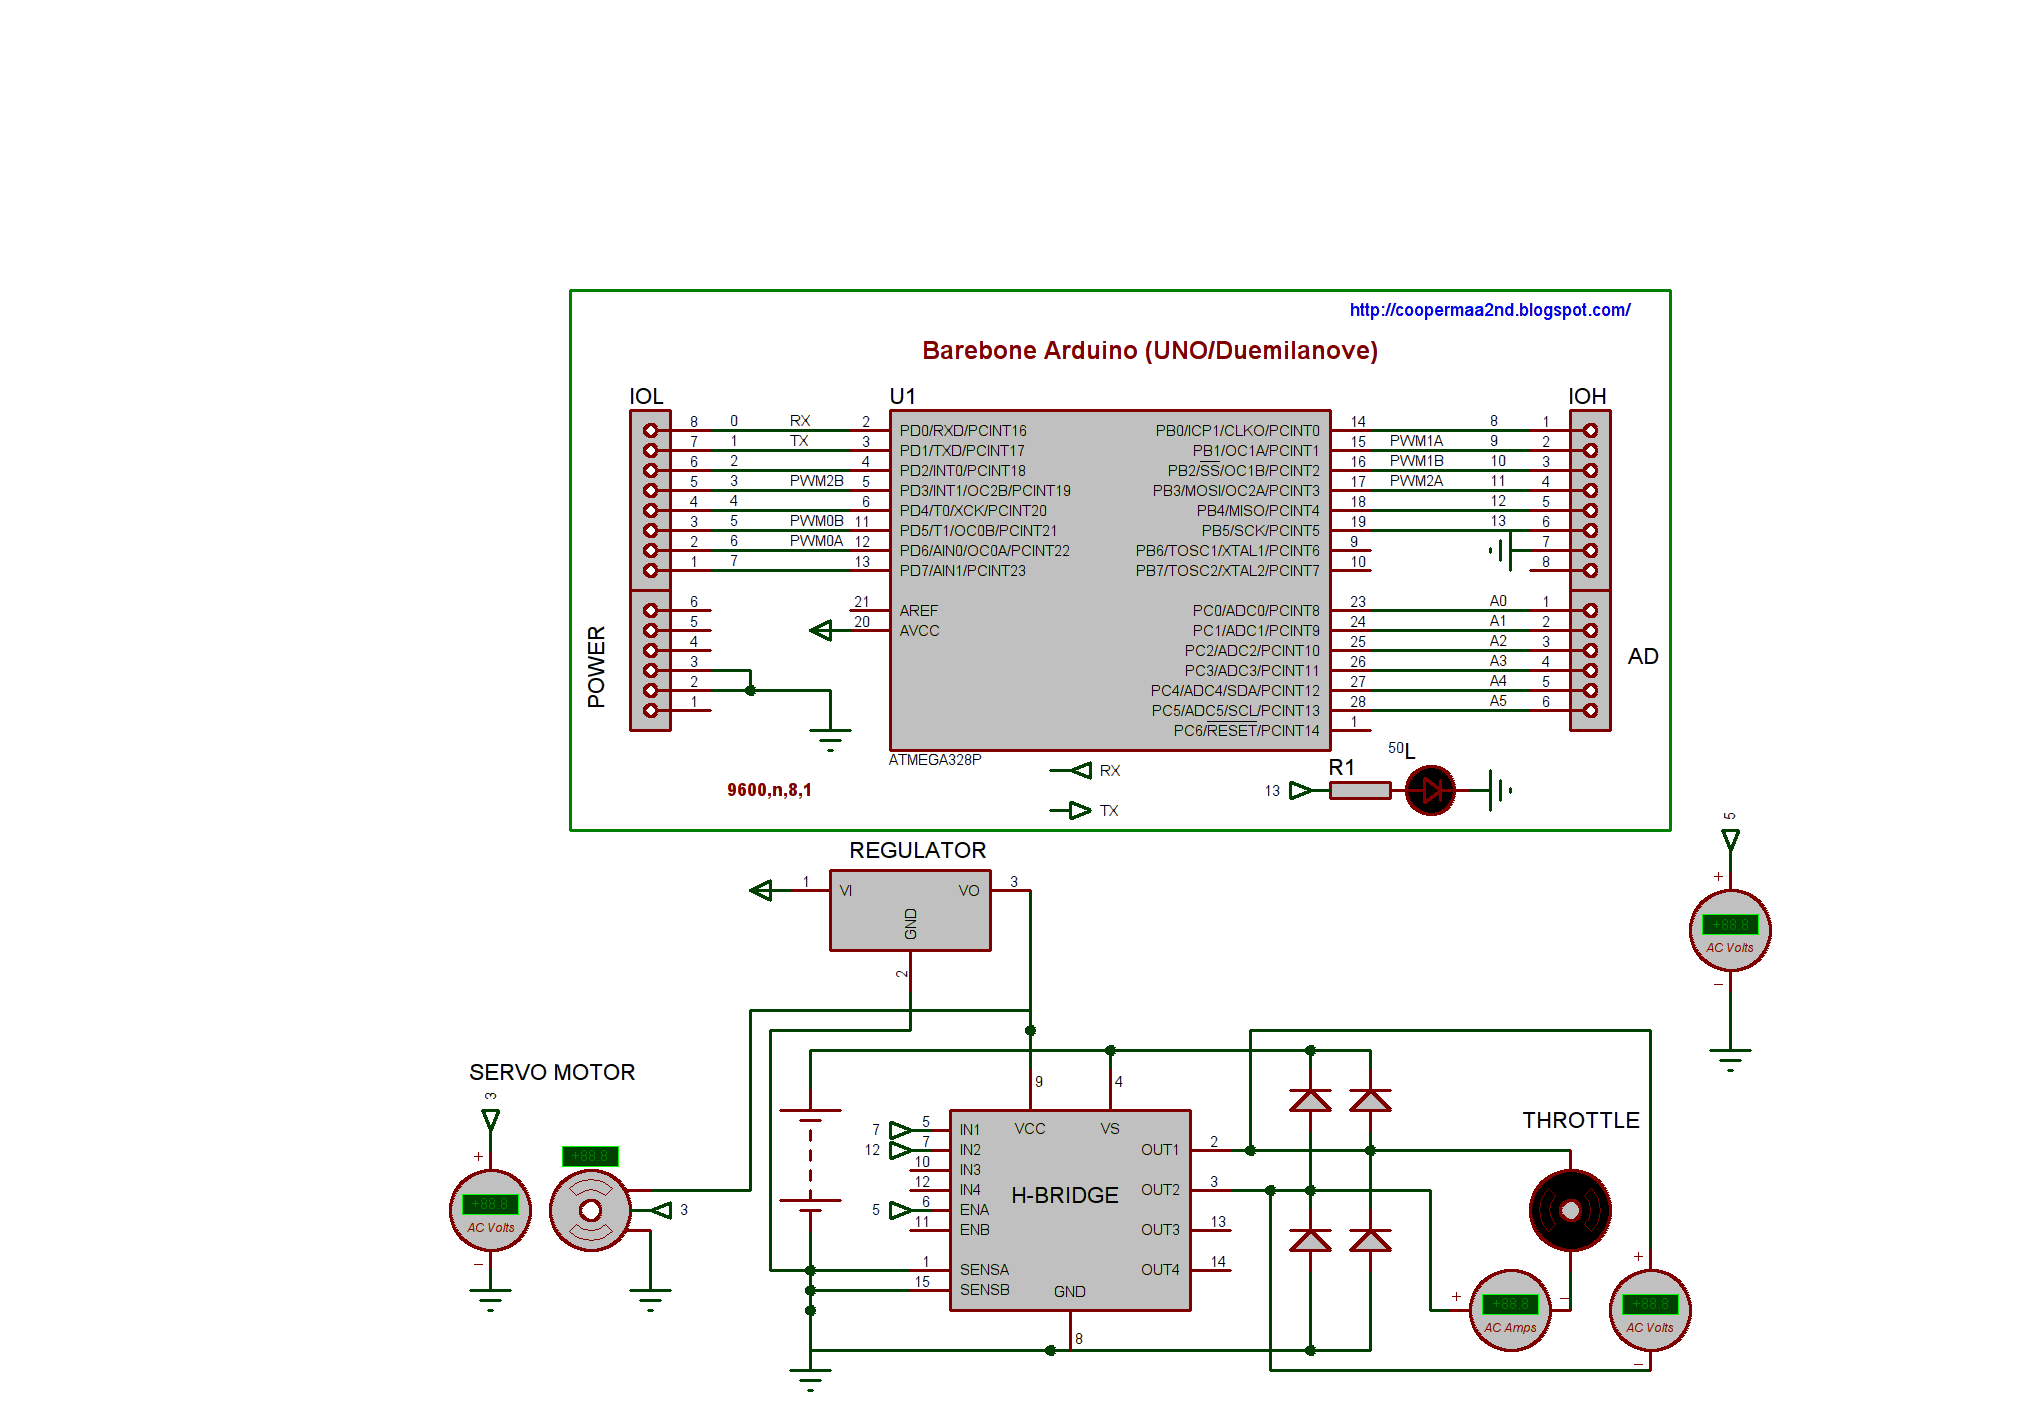 http://coopermaa2nd.blogspot.com/
Barebone Arduino (UNO/Duemilanove)
IOL
U1
IOH
8 0 RX 2 PD0/RXD/PCINT16
7 1 TX 3 PD1/TXD/PCINT17
6 2 4 PD2/INT0/PCINT18
5 3 PWM2B 5 PD3/INT1/OC2B/PCINT19
4 4 6 PD4/T0/XCK/PCINT20
3 5 PWM0B 11 PD5/T1/OC0B/PCINT21
2 6 PWM0A 12 PD6/AIN0/OC0A/PCINT22
1 7 13 PD7/AIN1/PCINT23
21 AREF
20 AVCC
PB0/ICP1/CLKO/PCINT0 14 8 1
PB1/OC1A/PCINT1 15 PWM1A 9 2
PB2/SS/OC1B/PCINT2 16 PWM1B 10 3
PB3/MOSI/OC2A/PCINT3 17 PWM2A 11 4
PB4/MISO/PCINT4 18 12 5
PB5/SCK/PCINT5 19 13 6
PB6/TOSC1/XTAL1/PCINT6 9 7
PB7/TOSC2/XTAL2/PCINT7 10 8
PC0/ADC0/PCINT8 23 A0 1
PC1/ADC1/PCINT9 24 A1 2
PC2/ADC2/PCINT10 25 A2 3
PC3/ADC3/PCINT11 26 A3 4
PC4/ADC4/SDA/PCINT12 27 A4 5
PC5/ADC5/SCL/PCINT13 28 A5 6
PC6/RESET/PCINT14 1
AD
POWER
6
5
4
3
2
1
ATMEGA328P
9600,n,8,1
RX
TX
13
R1
50L
REGULATOR
1 VI
VO 3
GND
2
5
+
+88.8
AC Volts
−
SERVO MOTOR
3
+
+88.8
AC Volts
−
+88.8
3
9
4
VCC
VS
H-BRIDGE
7 5 IN1
12 7 IN2
10 IN3
12 IN4
5 6 ENA
11 ENB
1 SENSA
15 SENSB
GND
8
OUT1 2
OUT2 3
OUT3 13
OUT4 14
THROTTLE
+
+88.8
AC Amps
−
+
+88.8
AC Volts
−